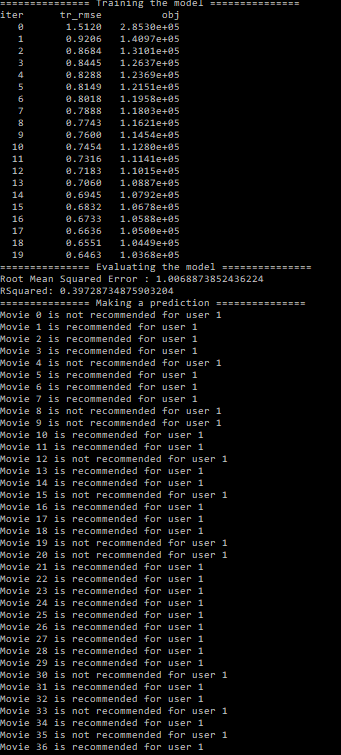 =============== Training the model ===============
iter tr_rmse obj
0 1.5120 2.8530e+05
1 0.9206 1.4097e+05
2 0.8684 1.3101e+05
3 0.8445 1.2637e+05
4 0.8288 1.2369e+05
5 0.8149 1.2151e+05
6 0.8018 1.1958e+05
7 0.7888 1.1803e+05
8 0.7743 1.1621e+05
9 0.7600 1.1454e+05
10 0.7454 1.1280e+05
11 0.7316 1.1141e+05
12 0.7183 1.1015e+05
13 0.7060 1.0887e+05
14 0.6945 1.0792e+05
15 0.6832 1.0678e+05
16 0.6733 1.0588e+05
17 0.6636 1.0500e+05
18 0.6551 1.0449e+05
19 0.6463 1.0368e+05
=============== Evaluating the model ===============
Root Mean Squared Error : 1.0068873852436224
RSquared: 0.39728734875903204
=============== Making a prediction ===============
Movie 0 is not recommended for user 1
Movie 1 is recommended for user 1
Movie 2 is recommended for user 1
Movie 3 is recommended for user 1
Movie 4 is not recommended for user 1
Movie 5 is recommended for user 1
Movie 6 is recommended for user 1
Movie 7 is recommended for user 1
Movie 8 is not recommended for user 1
Movie 9 is not recommended for user 1
Movie 10 is recommended for user 1
Movie 11 is recommended for user 1
Movie 12 is not recommended for user 1
Movie 13 is recommended for user 1
Movie 14 is recommended for user 1
Movie 15 is not recommended for user 1
Movie 16 is recommended for user 1
Movie 17 is recommended for user 1
Movie 18 is recommended for user 1
Movie 19 is not recommended for user 1
Movie 20 is not recommended for user 1
Movie 21 is recommended for user 1
Movie 22 is recommended for user 1
Movie 23 is recommended for user 1
Movie 24 is recommended for user 1
Movie 25 is recommended for user 1
Movie 26 is recommended for user 1
Movie 27 is recommended for user 1
Movie 28 is recommended for user 1
Movie 29 is recommended for user 1
Movie 30 is not recommended for user 1
Movie 31 is recommended for user 1
Movie 32 is recommended for user 1
Movie 33 is not recommended for user 1
Movie 34 is recommended for user 1
Movie 35 is not recommended for user 1
Movie 36 is recommended for user 1